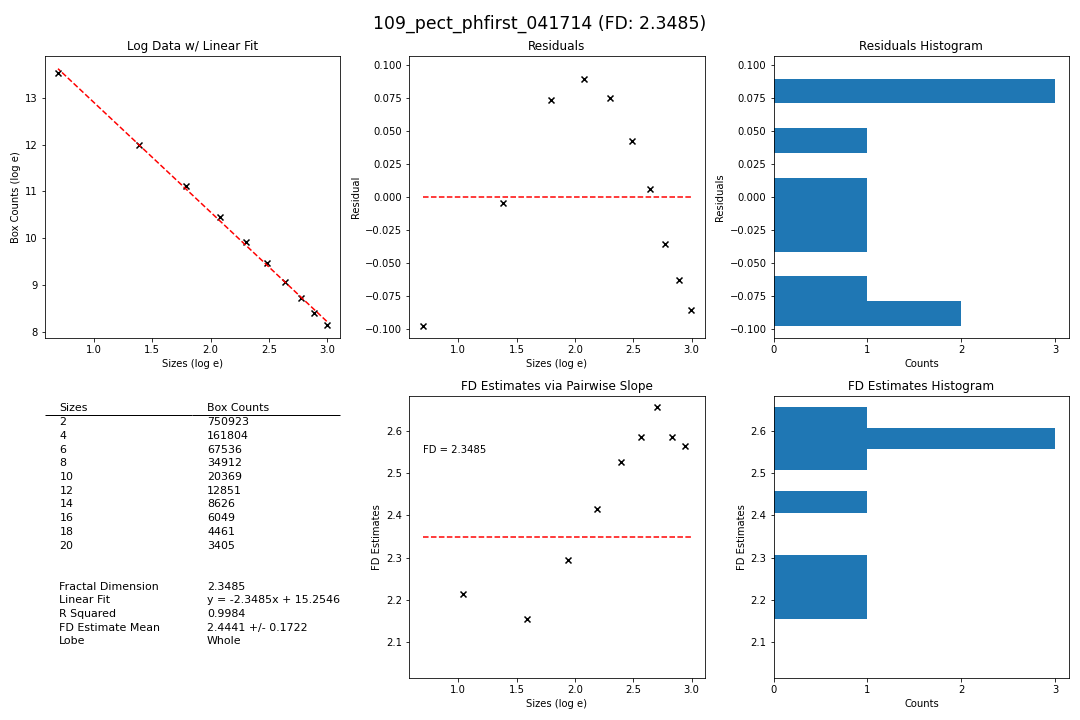 109_pect_phfirst_041714 (FD: 2.3485)
Log Data w/ Linear Fit
Box Counts (log e)
13
12
11
10
9
8
1.0 1.5 2.0 2.5 3.0
Sizes (log e)
Residuals
Residual
0.100
0.075
0.050
0.025
0.000
−0.025
−0.050
−0.075
−0.100
1.0 1.5 2.0 2.5 3.0
Sizes (log e)
Residuals Histogram
Residuals
0.100
0.075
0.050
0.025
0.000
−0.025
−0.050
−0.075
−0.100
0 1 2 3
Counts
Sizes Box Counts
2 750923
4 161804
6 67536
8 34912
10 20369
12 12851
14 8626
16 6049
18 4461
20 3405
Fractal Dimension 2.3485
Linear Fit y = -2.3485x + 15.2546
R Squared 0.9984
FD Estimate Mean 2.4441 +/- 0.1722
Lobe Whole
FD Estimates via Pairwise Slope
FD Estimates
2.6
2.5
2.4
2.3
2.2
2.1
FD = 2.3485
1.0 1.5 2.0 2.5 3.0
Sizes (log e)
FD Estimates Histogram
FD Estimates
2.6
2.5
2.4
2.3
2.2
2.1
0 1 2 3
Counts